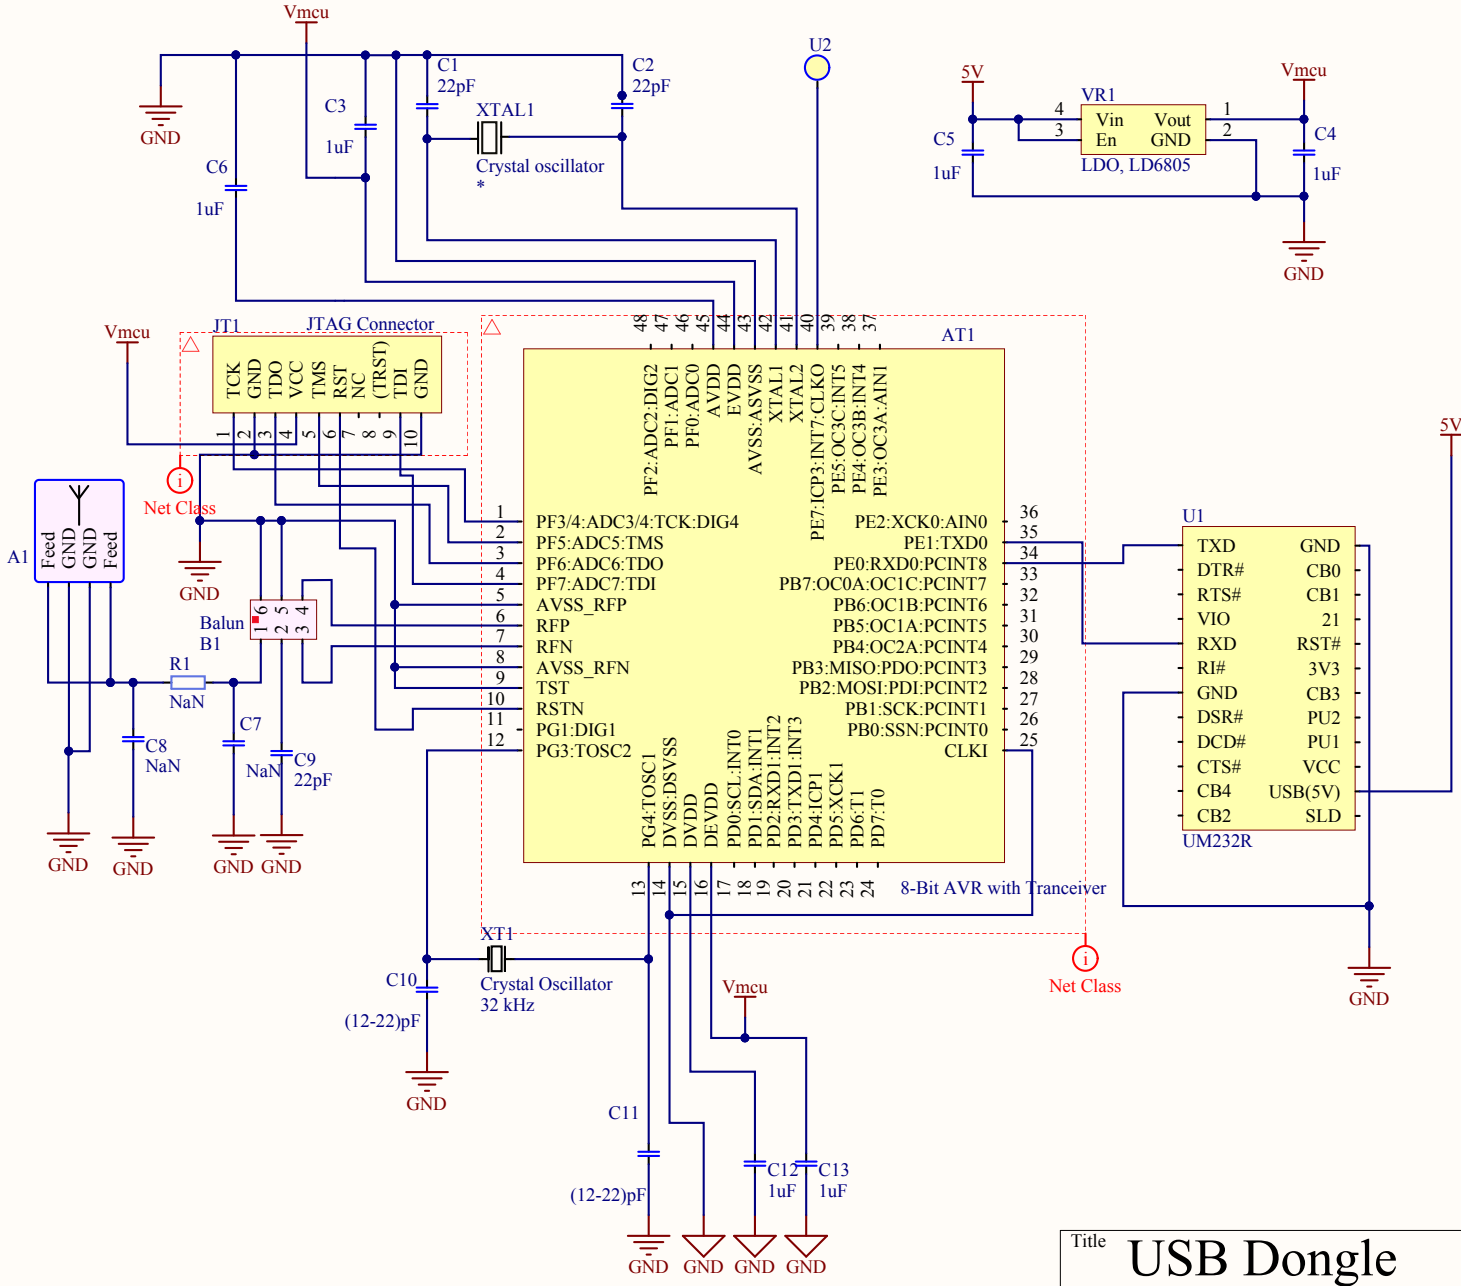 Vmcu
GND
C6
1uF
C3
1uF
C1
22pF
XTAL1
Crystal oscillator
*
C2
22pF
U2
5V
C5
1uF
VR1
4 Vin Vout 1
3 En GND 2
LDO, LD6805
Vmcu
C4
1uF
GND
Vmcu
JT1
JTAG Connector
TCK GND TDO VCC TMS RST NC (TRST) TDI GND
1 2 3 4 5 6 7 8 9 10
i
Net Class
GND
A1
Feed GND GND Feed
Balun
B1
6 5 4
1 2 3
R1
NaN
C8
NaN
C7
NaN
C9
22pF
GND
GND
GND
GND
AT1
48 47 46 45 44 43 42 41 40 39 38 37
PF2:ADC2:DIG2
PF1:ADC1
PF0:ADC0
AVDD
EVDD
AVSS:ASVSS
XTAL1
XTAL2
PE7:ICP3:INT7:CLKO
PE5:OC3C:INT5
PE4:OC3B:INT4
PE3:OC3A:AIN1
1 PF3/4:ADC3/4:TCK:DIG4
2 PF5:ADC5:TMS
3 PF6:ADC6:TDO
4 PF7:ADC7:TDI
5 AVSS_RFP
6 RFP
7 RFN
8 AVSS_RFN
9 TST
10 RSTN
11 PG1:DIG1
12 PG3:TOSC2
PE2:XCK0:AIN0 36
PE1:TXD0 35
PE0:RXD0:PCINT8 34
PB7:OC0A:OC1C:PCINT7 33
PB6:OC1B:PCINT6 32
PB5:OC1A:PCINT5 31
PB4:OC2A:PCINT4 30
PB3:MISO:PDO:PCINT3 29
PB2:MOSI:PDI:PCINT2 28
PB1:SCK:PCINT1 27
PB0:SSN:PCINT0 26
CLKI 25
PG4:TOSC1
DVSS:DSVSS
DVDD
DEVDD
PD0:SCL:INT0
PD1:SDA:INT1
PD2:RXD1:INT2
PD3:TXD1:INT3
PD4:ICP1
PD5:XCK1
PD6:T1
PD7:T0
13 14 15 16 17 18 19 20 21 22 23 24
8-Bit AVR with Tranceiver
i
Net Class
U1
TXD GND
DTR# CB0
RTS# CB1
VIO 21
RXD RST#
RI# 3V3
GND CB3
DSR# PU2
DCD# PU1
CTS# VCC
CB4 USB(5V)
CB2 SLD
UM232R
5V
GND
XT1
Crystal Oscillator
32 kHz
C10
(12-22)pF
GND
Vmcu
C11
(12-22)pF
C12
1uF
C13
1uF
GND GND GND GND
Title USB Dongle